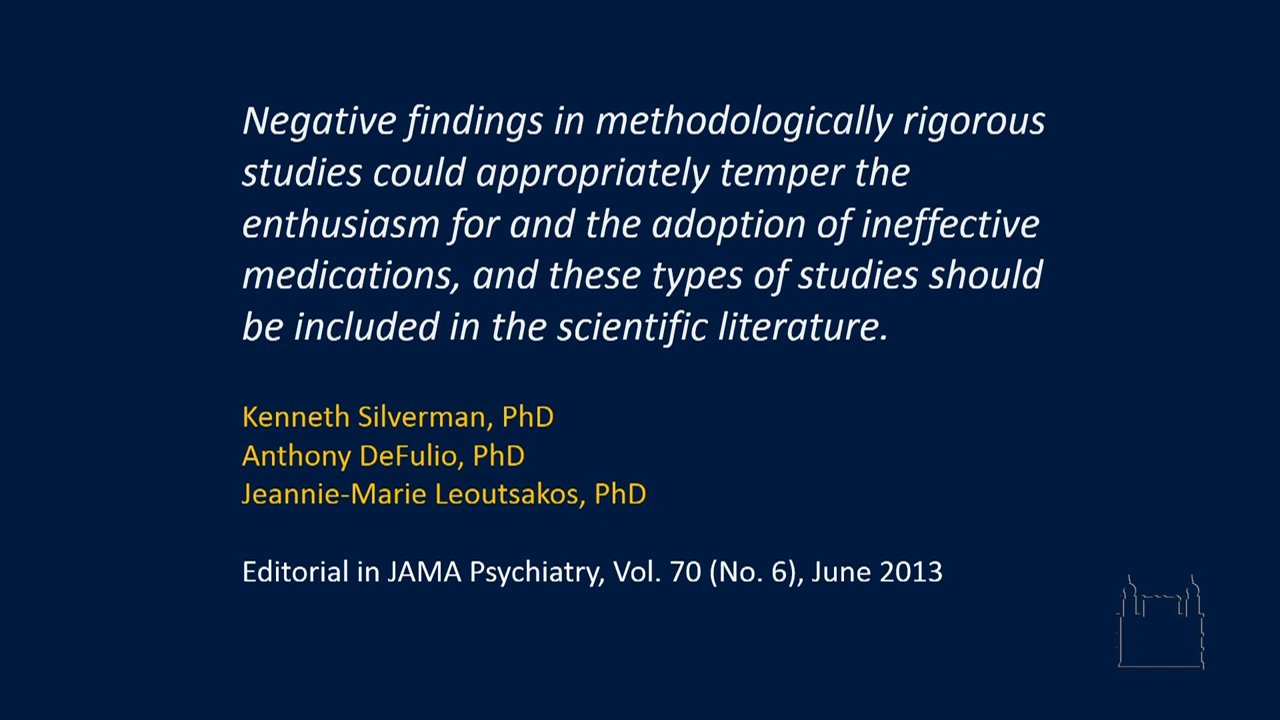 Negative findings in methodologically rigorous
studies could appropriately temper the
enthusiasm for and the adoption of ineffective
medications, and these types of studies should
be included in the scientific literature.
Kenneth Silverman, PhD
Anthony DeFulio, PhD
Jeannie-Marie Leoutsakos, PhD
Editorial in JAMA Psychiatry, Vol. 70 (No. 6), June 2013